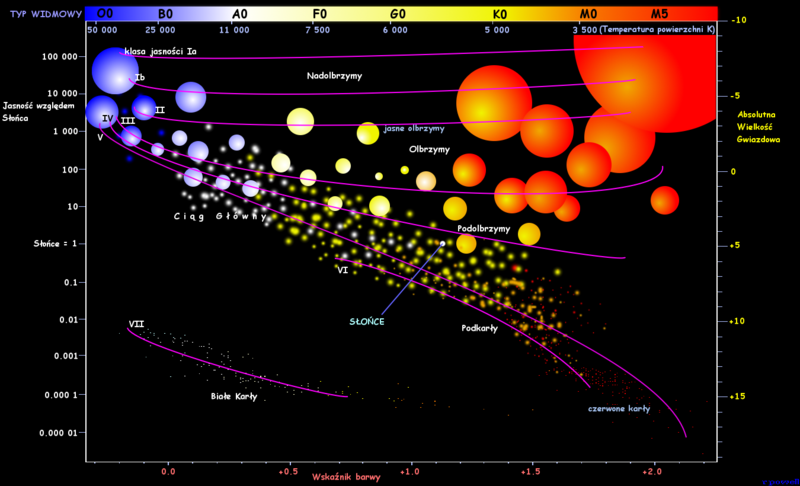 TYP WIDMOWY O0 B0 A0 F0 G0 K0 M0 M5
50 000 25 000 11 000 7 500 6 000 5 000 3 500 (Temperatura powierzchni K)
-10
klasa jasności Ia
100 000
Ib
Nadolbrzymy
10 000
-5
Jasność względem
Słońca
II
IV
III
V
1 000
jasne olbrzymy
Absolutna
Wielkość
Gwiazdowa
Olbrzymy
100
0
10
Ciąg Główny
Podolbrzymy
Słońce = 1
+5
VI
0.1
SŁOŃCE
0.01
VII
Podkarły
+10
0.001
0.000 1
Białe Karły
+15
czerwone karły
0.000 01
0.0 +0.5 +1.0 +1.5 +2.0
Wskaźnik barwy